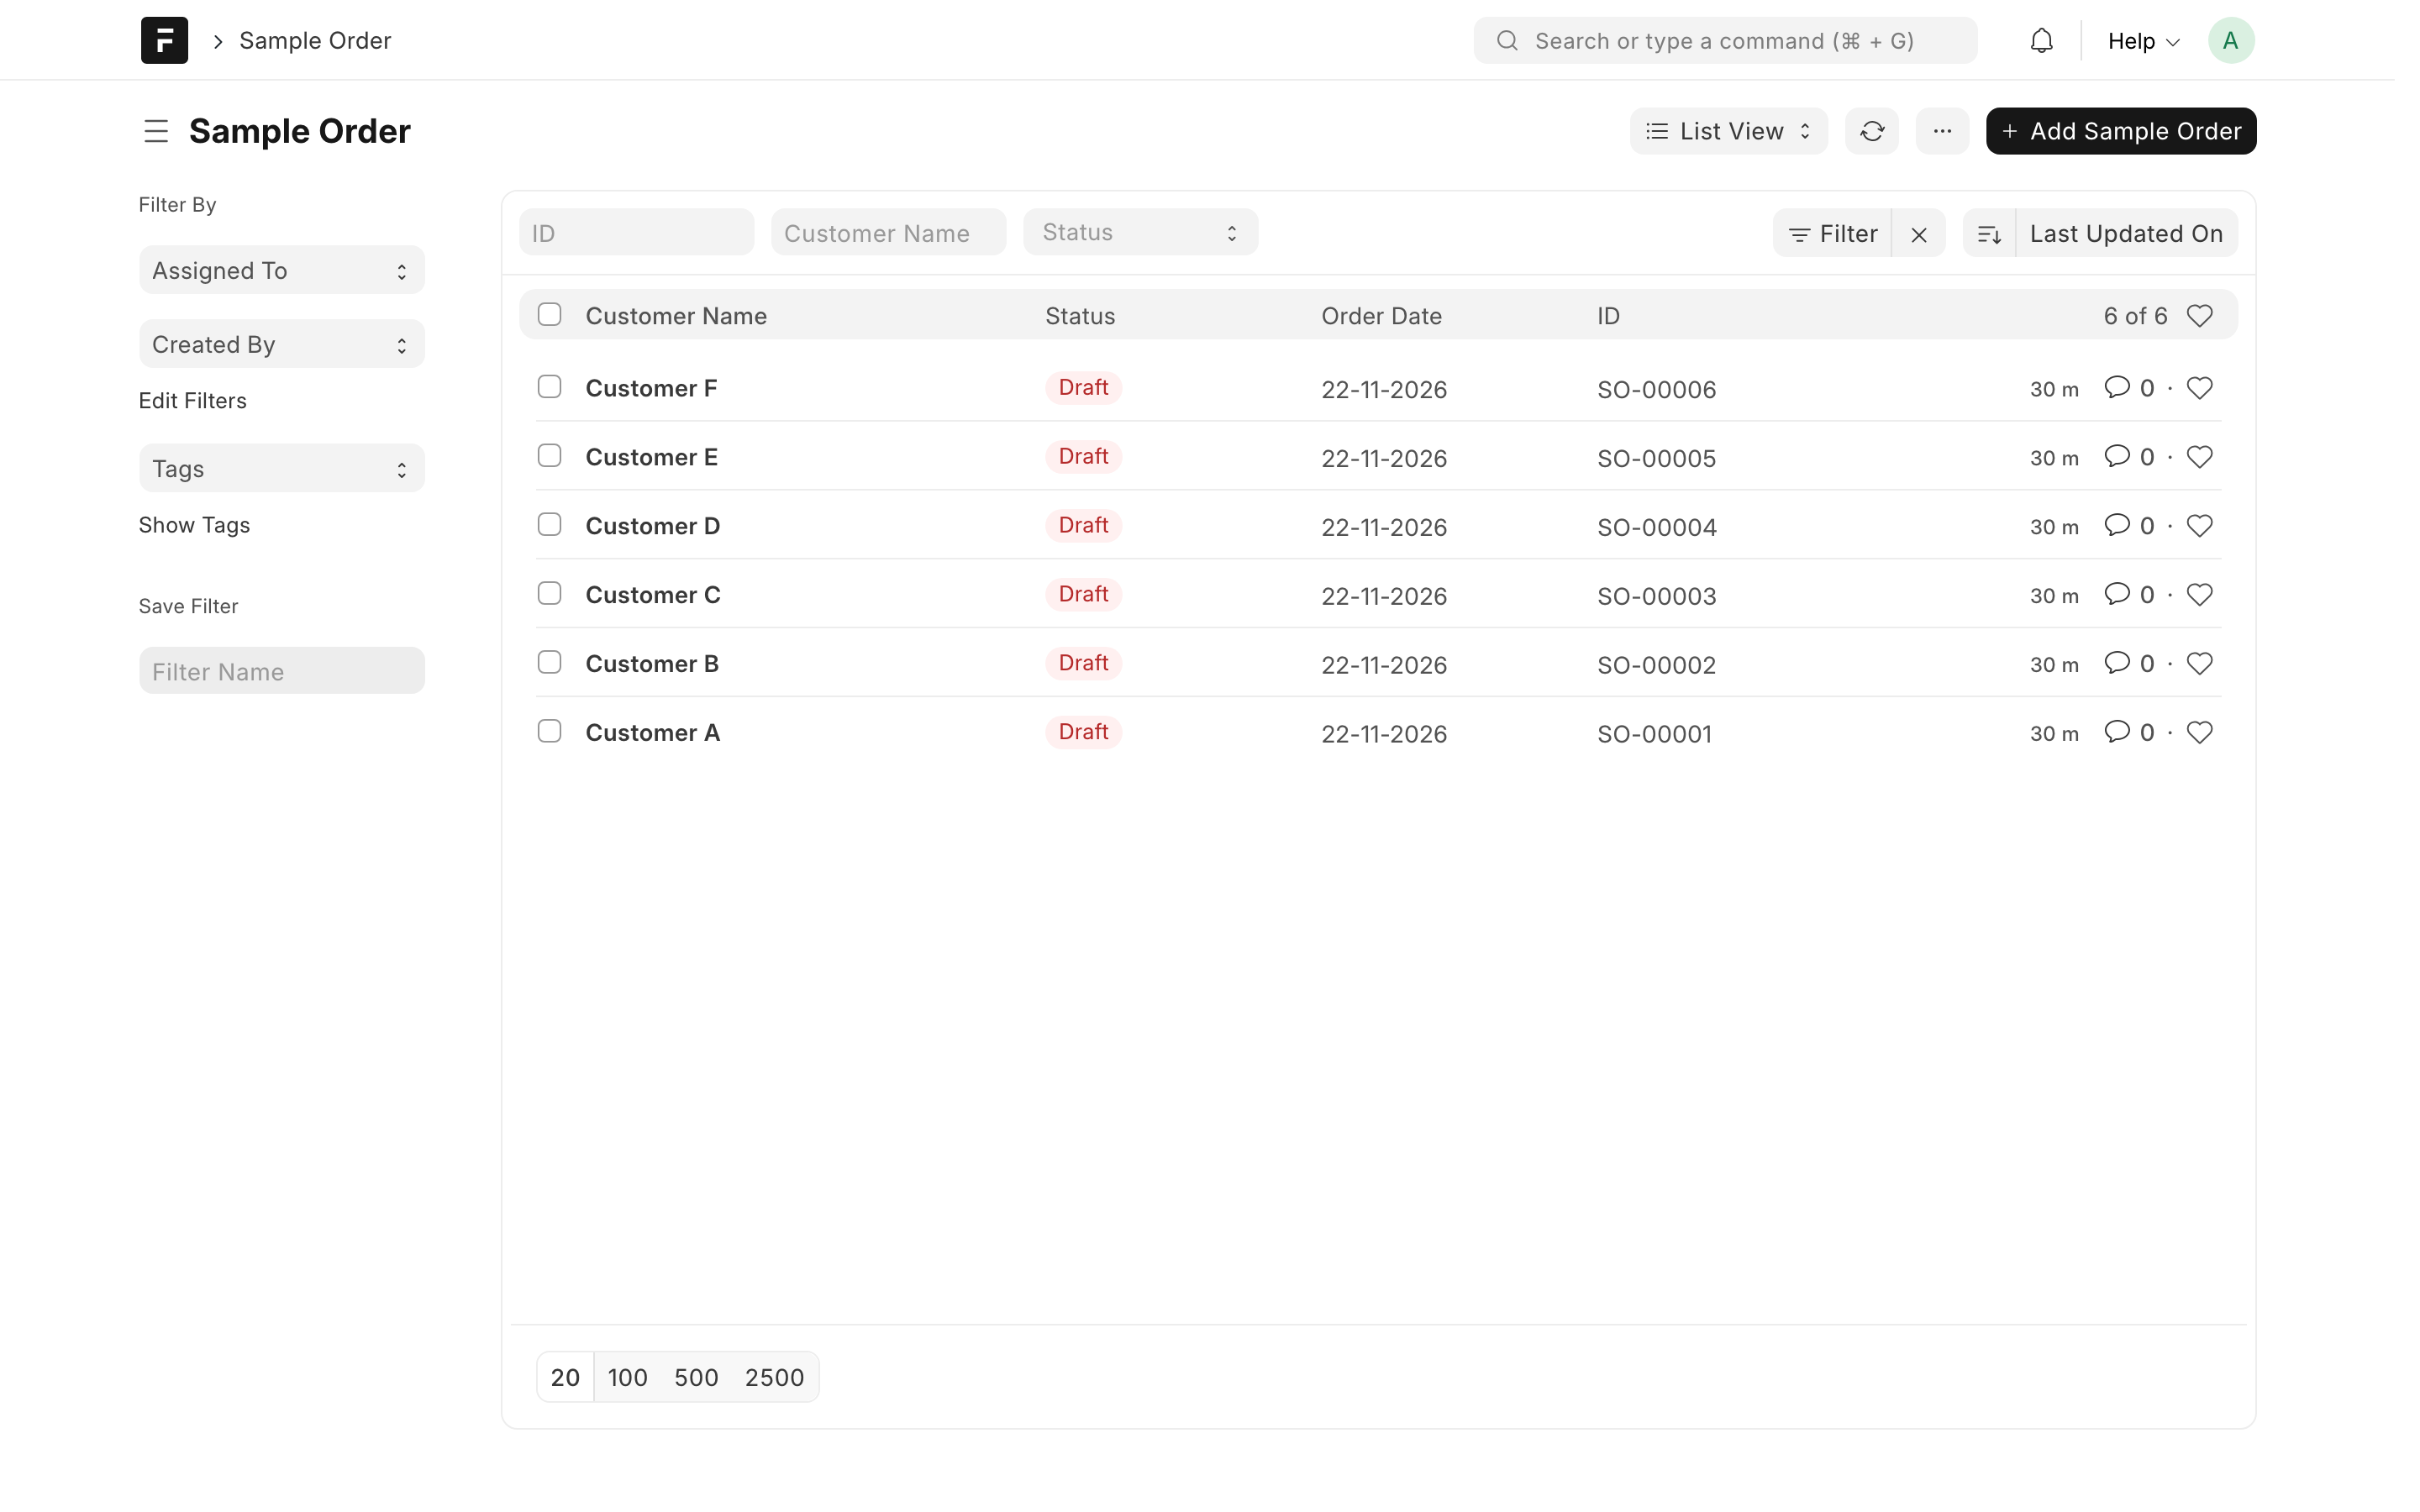 Sample Order
Search or type a command (⌘ + G)
Help
A
Sample Order
List View
Add Sample Order
Filter By
Assigned To
Created By
Edit Filters
Tags
Show Tags
Save Filter
Filter Name
ID
Customer Name
Status
Filter
Last Updated On
Customer Name Status Order Date ID 6 of 6
Customer F Draft 22-11-2026 SO-00006 30 m 0 ·
Customer E Draft 22-11-2026 SO-00005 30 m 0 ·
Customer D Draft 22-11-2026 SO-00004 30 m 0 ·
Customer C Draft 22-11-2026 SO-00003 30 m 0 ·
Customer B Draft 22-11-2026 SO-00002 30 m 0 ·
Customer A Draft 22-11-2026 SO-00001 30 m 0 ·
20 100 500 2500